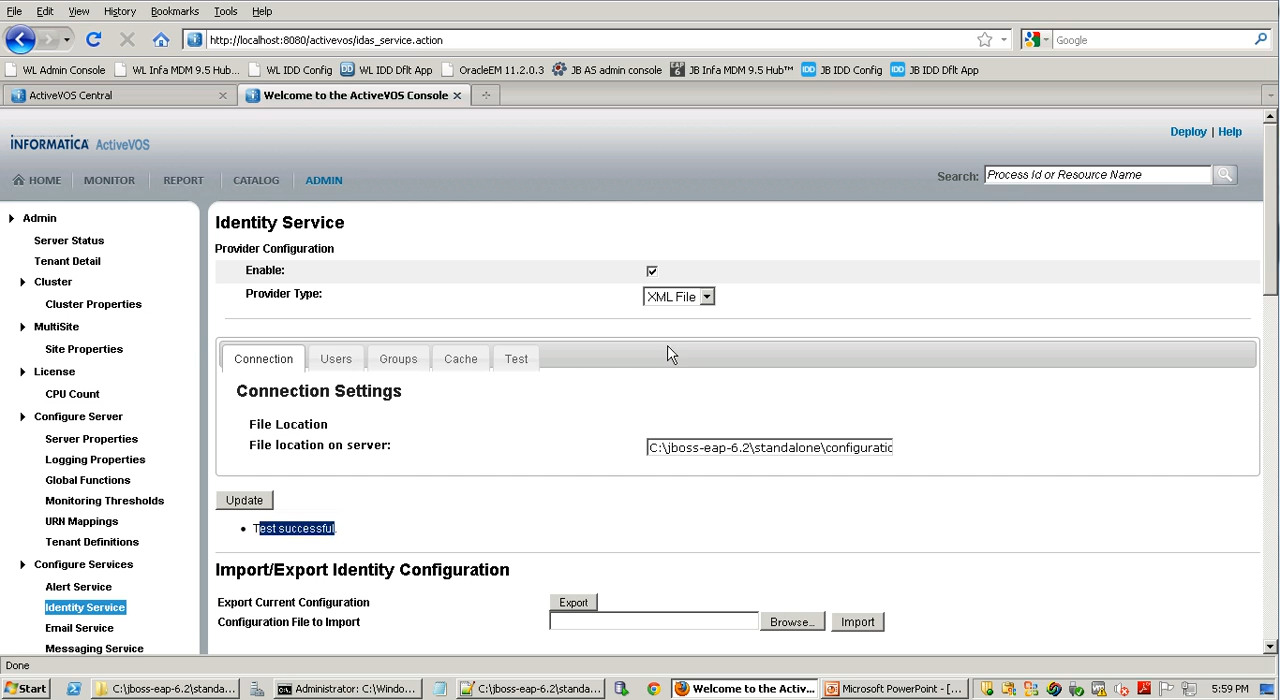 File Edit View History Bookmarks Tools Help
http://localhost:8080/activevos/idas_service.action
Google
WL Admin Console WL Infa MDM 9.5 Hub... WL IDD Config WL IDD Dflt App OracleEM 11.2.0.3 JB AS admin console JB Infa MDM 9.5 Hub™ JB IDD Config JB IDD Dflt App
ActiveVOS Central
Welcome to the ActiveVOS Console
Deploy | Help
INFORMATICA ActiveVOS
HOME MONITOR REPORT CATALOG ADMIN
Search: Process Id or Resource Name
Admin
Server Status
Tenant Detail
Cluster
Cluster Properties
MultiSite
Site Properties
License
CPU Count
Configure Server
Server Properties
Logging Properties
Global Functions
Monitoring Thresholds
URN Mappings
Tenant Definitions
Configure Services
Alert Service
Identity Service
Email Service
Messaging Service
Identity Service
Provider Configuration
Enable:
Provider Type: XML File
Connection Users Groups Cache Test
Connection Settings
File Location
File location on server: C:\jboss-eap-6.2\standalone\configuratio
Update
• Test successful.
Import/Export Identity Configuration
Export Current Configuration Export
Configuration File to Import Browse... Import
Done
Start C:\jboss-eap-6.2\standa... Administrator: C:\Windo... C:\jboss-eap-6.2\standa... Welcome to the Activ... Microsoft PowerPoint - [... 5:59 PM